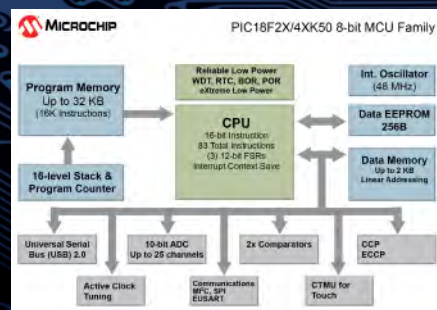 MICROCHIP
PIC18F2X/4XK50 8-bit MCU Family
Program Memory
Up to 32 KB
(16K Instructions)
Reliable Low Power
WDT, RTC, BOR, POR
eXtreme Low Power
Int. Oscillator
(48 MHz)
CPU
16-bit Instruction
83 Total Instructions
(3) 12-bit FSRs
Interrupt Context Save
Data EEPROM
256B
16-level Stack &
Program Counter
Data Memory
Up to 2 KB
Linear Addressing
Universal Serial
Bus (USB) 2.0
10-bit ADC
Up to 25 channels
2x Comparators
CCP
ECCP
Active Clock
Tuning
Communications
MI²C, SPI
EUSART
CTMU for
Touch